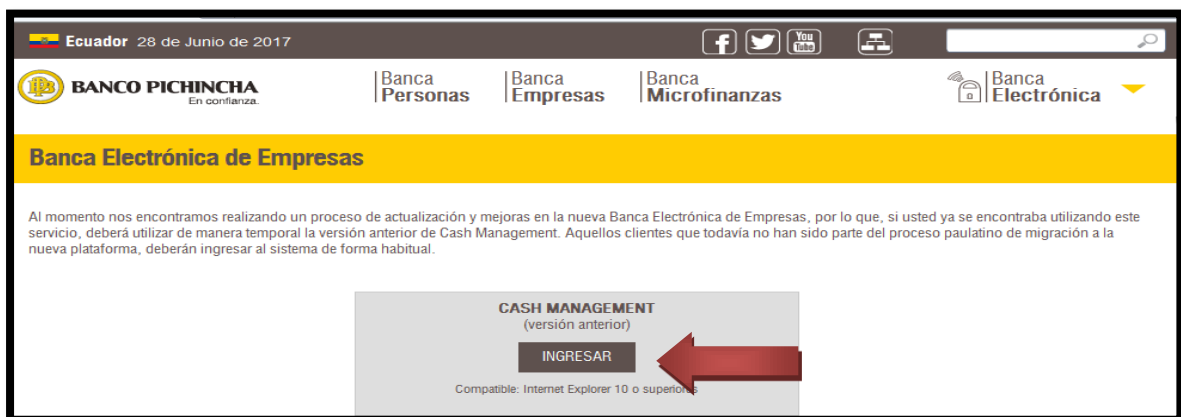 Ecuador 28 de Junio de 2017
You
Tube
BANCO PICHINCHA
En confianza.
Banca
Personas
Banca
Empresas
Banca
Microfinanzas
Banca
Electrónica
Banca Electrónica de Empresas
Al momento nos encontramos realizando un proceso de actualización y mejoras en la nueva Banca Electrónica de Empresas, por lo que, si usted ya se encontraba utilizando este
servicio, deberá utilizar de manera temporal la versión anterior de Cash Management. Aquellos clientes que todavía no han sido parte del proceso paulatino de migración a la
nueva plataforma, deberán ingresar al sistema de forma habitual.
CASH MANAGEMENT
(versión anterior)
INGRESAR
Compatible: Internet Explorer 10 o superiores